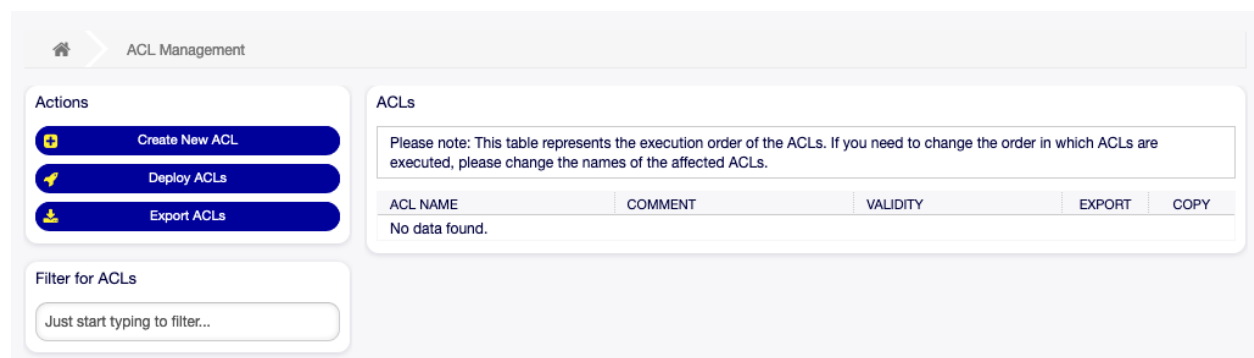 ACL Management
Actions
Create New ACL
Deploy ACLs
Export ACLs
Filter for ACLs
Just start typing to filter...
ACLs
Please note: This table represents the execution order of the ACLs. If you need to change the order in which ACLs are
executed, please change the names of the affected ACLs.
ACL NAME COMMENT VALIDITY EXPORT COPY
No data found.